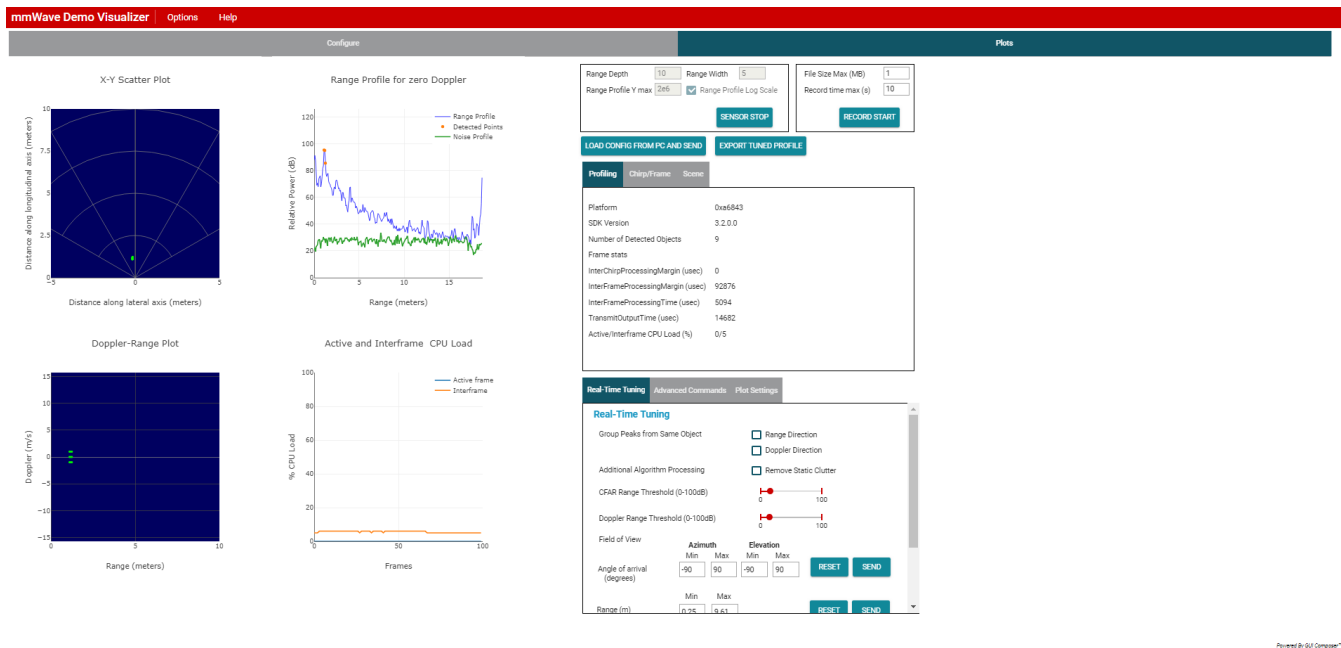 mmWave Demo Visualizer Options Help
Configure Plots
X-Y Scatter Plot
10
7.5
5
2.5
0
−5 0 5
Distance along longitudinal axis (meters)
Distance along lateral axis (meters)
Range Profile for zero Doppler
120
100
80
60
40
20
0
0 5 10 15
Relative Power (dB)
Range (meters)
Range Profile
Detected Points
Noise Profile
Doppler-Range Plot
15
10
5
0
−5
−10
−15
0 5 10
Doppler (m/s)
Range (meters)
Active and Interframe CPU Load
100
80
60
40
20
0
0 50 100
% CPU Load
Frames
Active frame
Interframe
Range Depth 10 Range Width 5
Range Profile Y max 2e6 Range Profile Log Scale
SENSOR STOP
File Size Max (MB) 1
Record time max (s) 10
RECORD START
LOAD CONFIG FROM PC AND SEND EXPORT TUNED PROFILE
Profiling Chirp/Frame Scene
Platform 0xa6843
SDK Version 3.2.0.0
Number of Detected Objects 9
Frame stats
InterChirpProcessingMargin (usec) 0
InterFrameProcessingMargin (usec) 92876
InterFrameProcessingTime (usec) 5094
TransmitOutputTime (usec) 14682
Active/Interframe CPU Load (%) 0/5
Real-Time Tuning Advanced Commands Plot Settings
Real-Time Tuning
Group Peaks from Same Object Range Direction
Doppler Direction
Additional Algorithm Processing Remove Static Clutter
CFAR Range Threshold (0-100dB)
0 100
Doppler Range Threshold (0-100dB)
0 100
Field of View
Azimuth Elevation
Min Max Min Max
Angle of arrival (degrees) -90 90 -90 90 RESET SEND
Min Max
Range (m) 0.25 9.61 RESET SEND
Powered By GUI Composer™